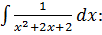 ∫ 1/(x²+2x+2) dx: